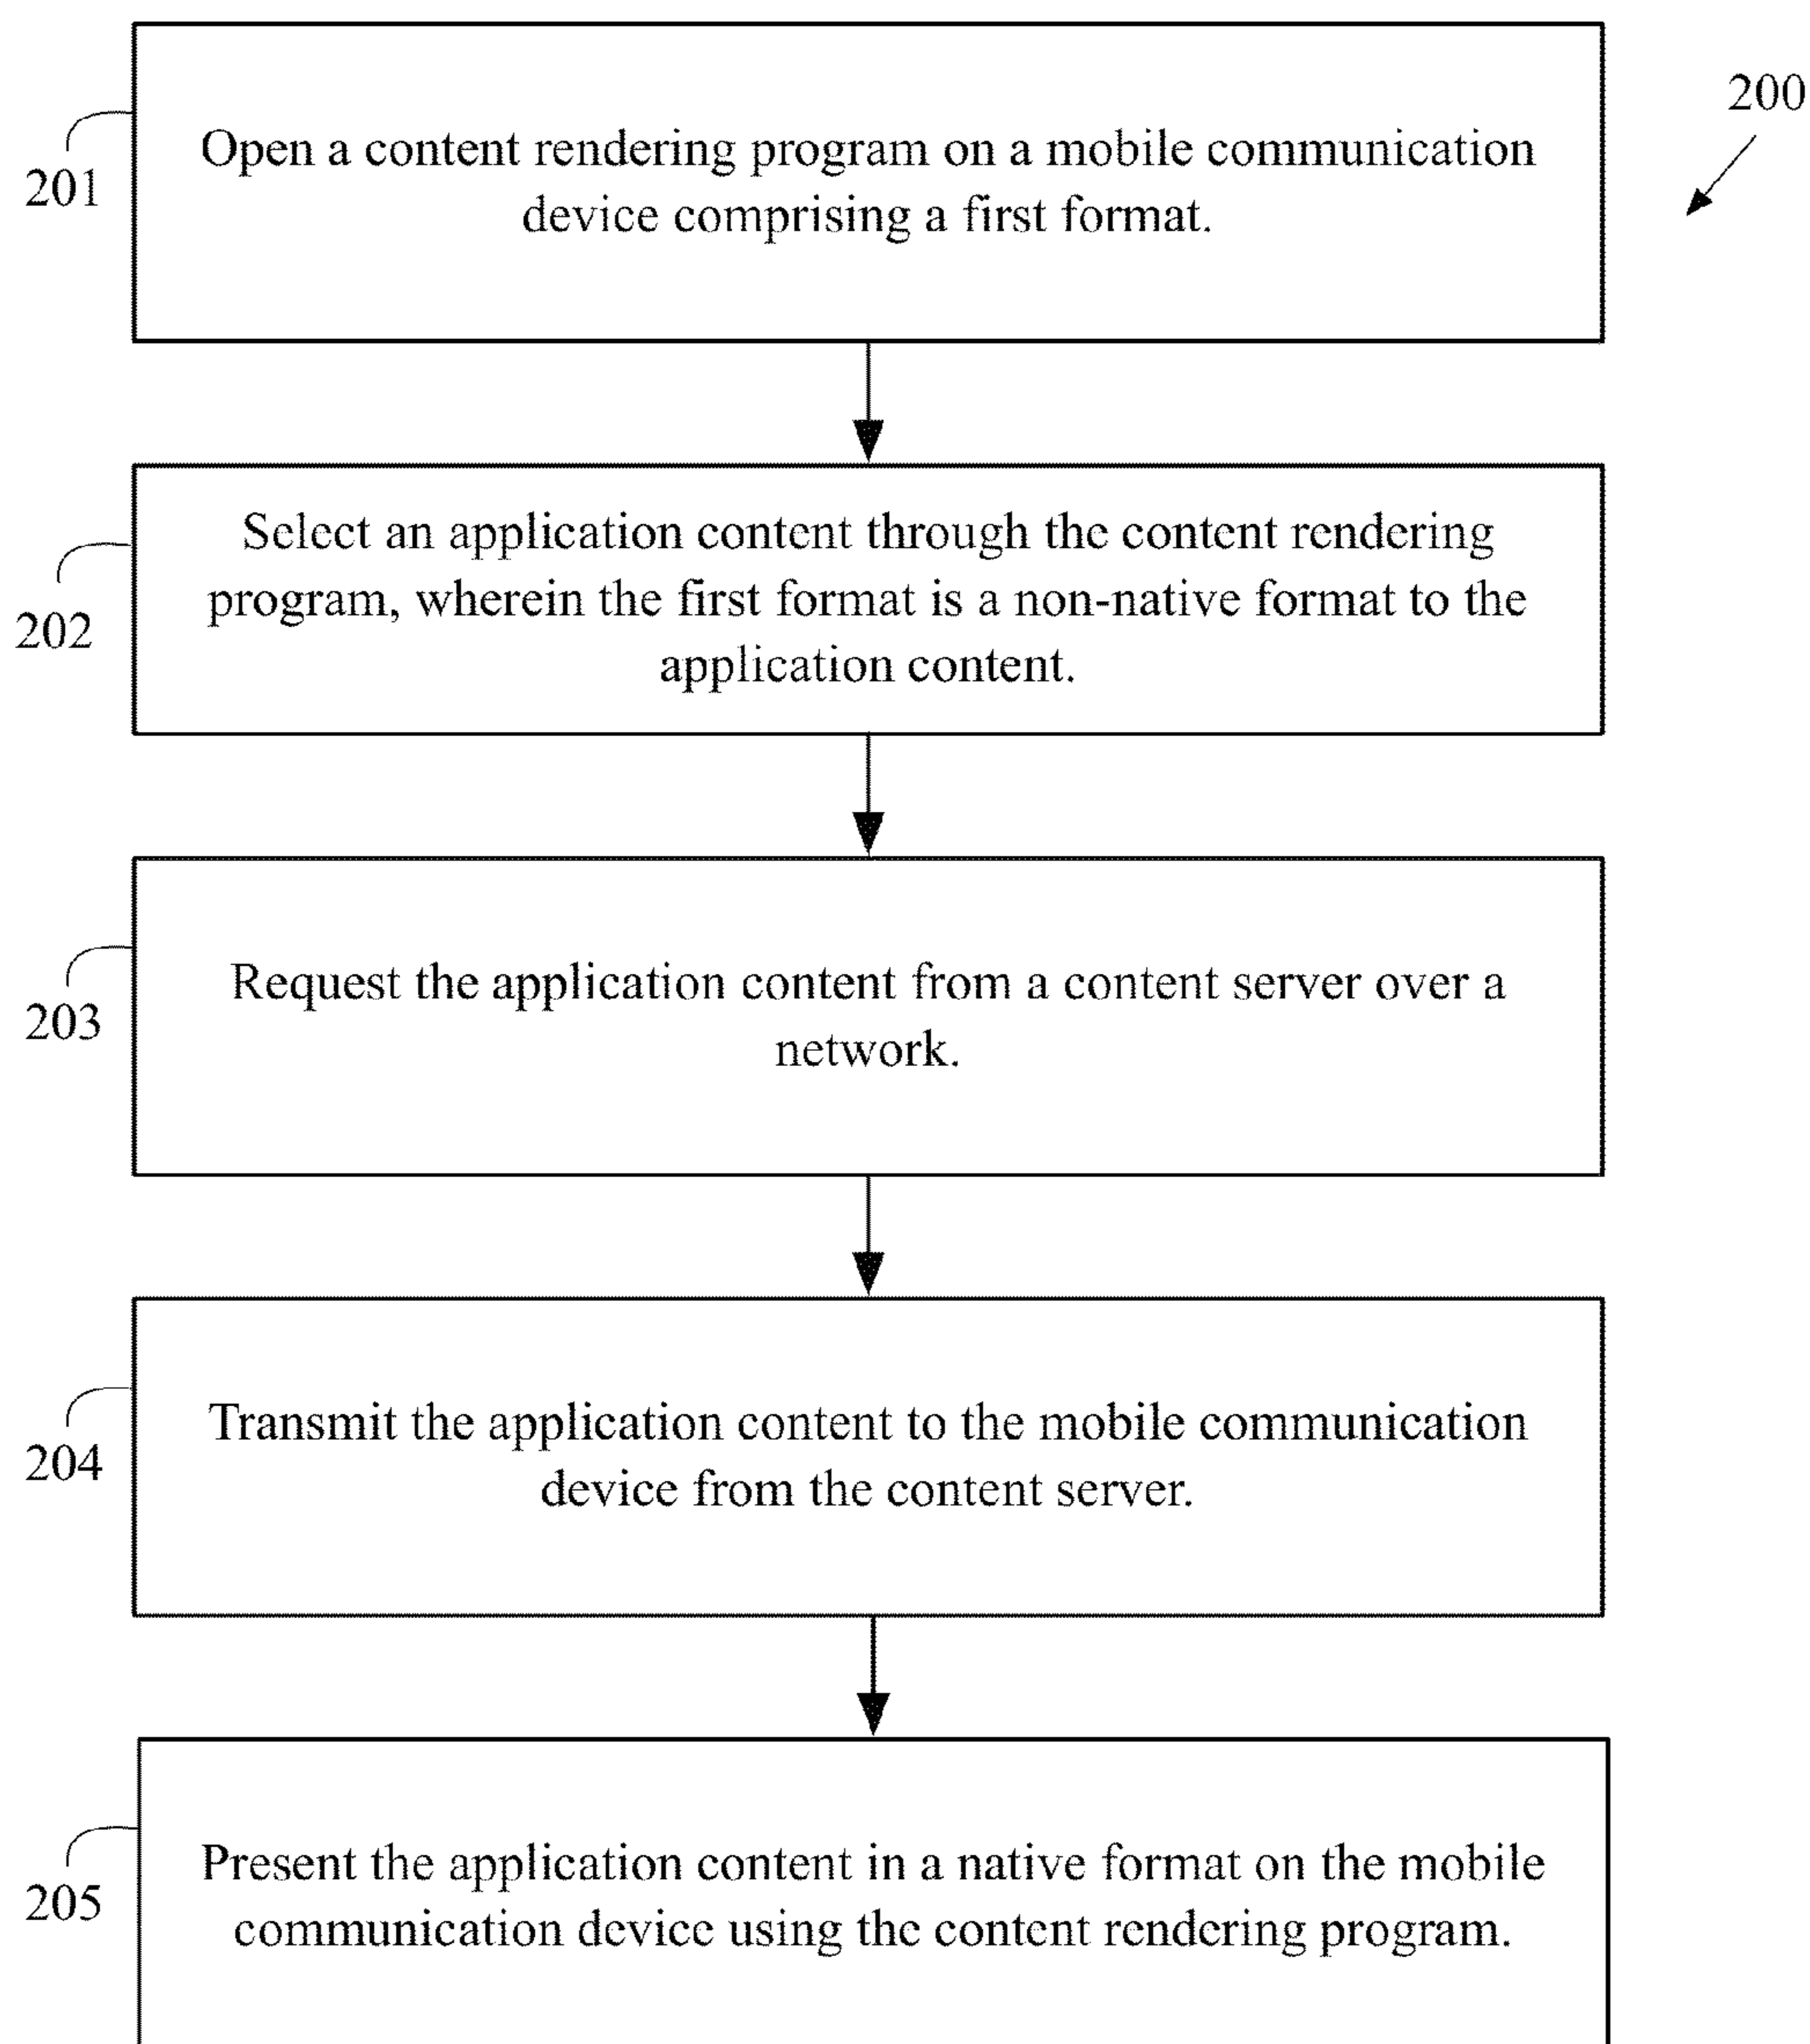 200
201
Open a content rendering program on a mobile communication
device comprising a first format.
202
Select an application content through the content rendering
program, wherein the first format is a non-native format to the
application content.
203
Request the application content from a content server over a
network.
204
Transmit the application content to the mobile communication
device from the content server.
205
Present the application content in a native format on the mobile
communication device using the content rendering program.